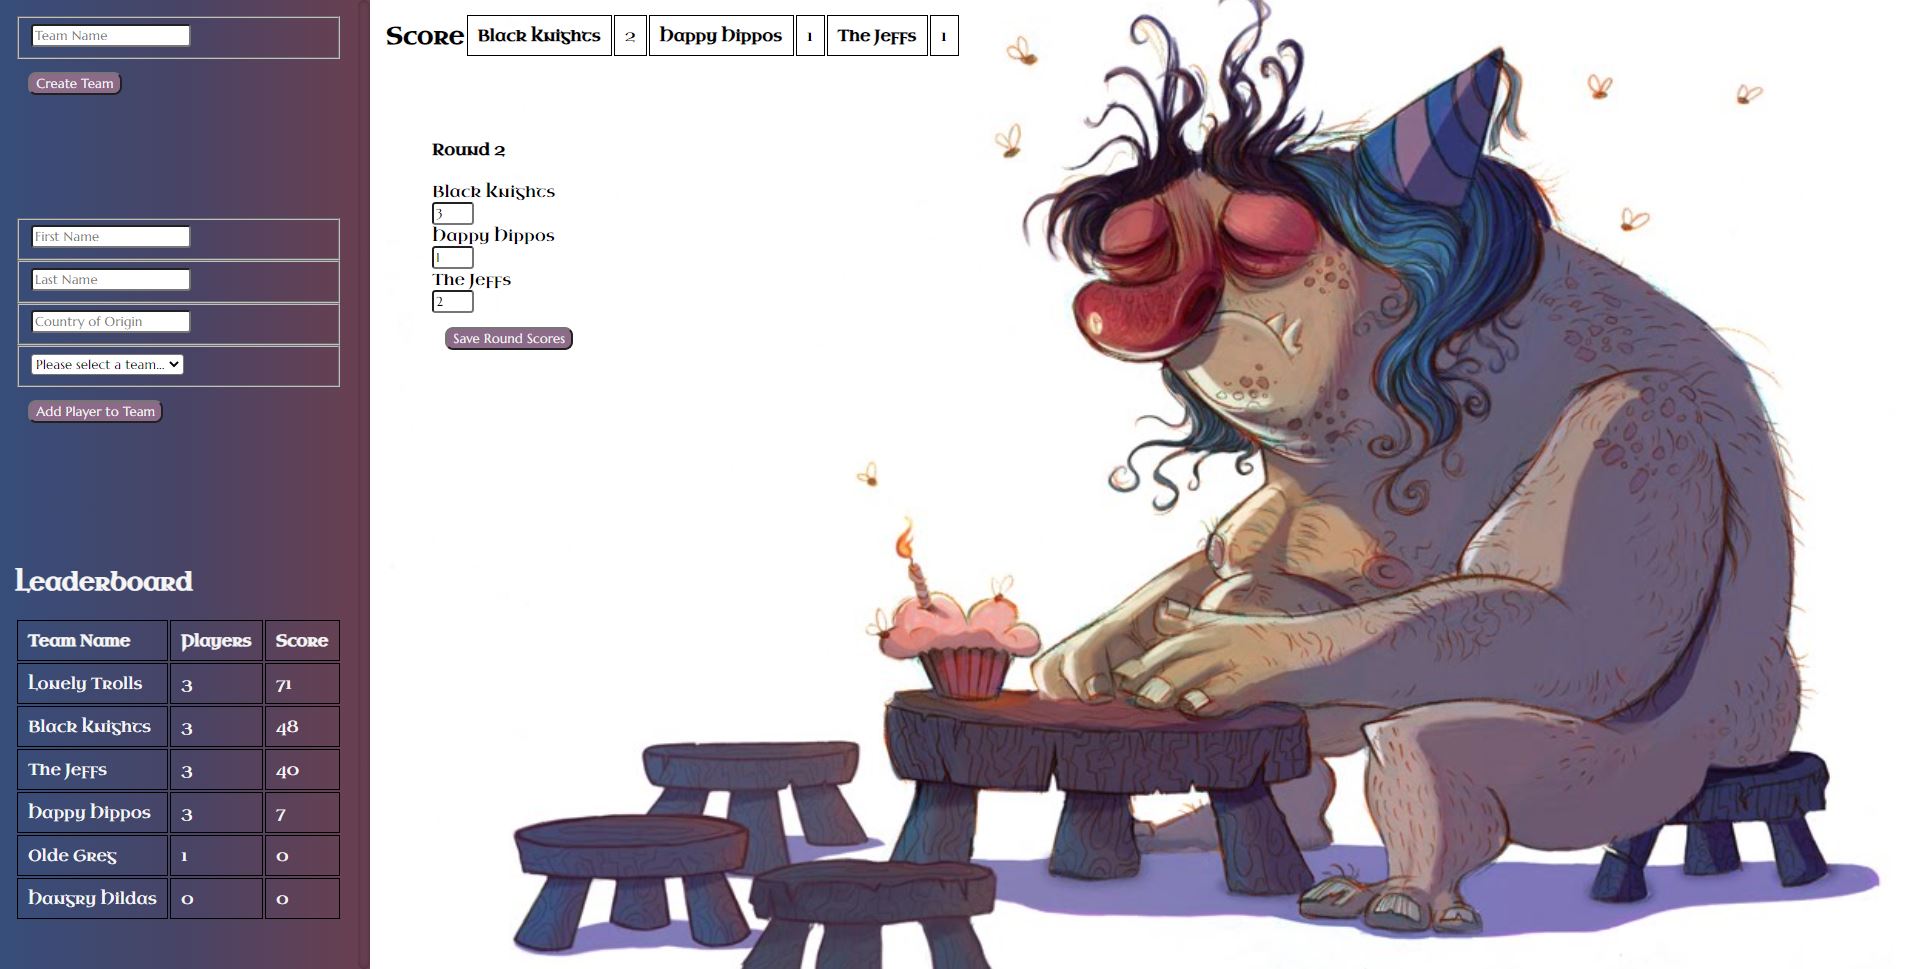 Team Name
Create Team
First Name
Last Name
Country of Origin
Please select a team...
Add Player to Team
Leaderboard
Team Name Players Score
Lonely Trolls 3 71
Black Knights 3 48
The Jeffs 3 40
Happy Hippos 3 7
Olde Greg 1 0
Hangry Hildas 0 0
Score Black Knights 2 Happy Hippos 1 The Jeffs 1
Round 2
Black Knights
3
Happy Hippos
1
The Jeffs
2
Save Round Scores